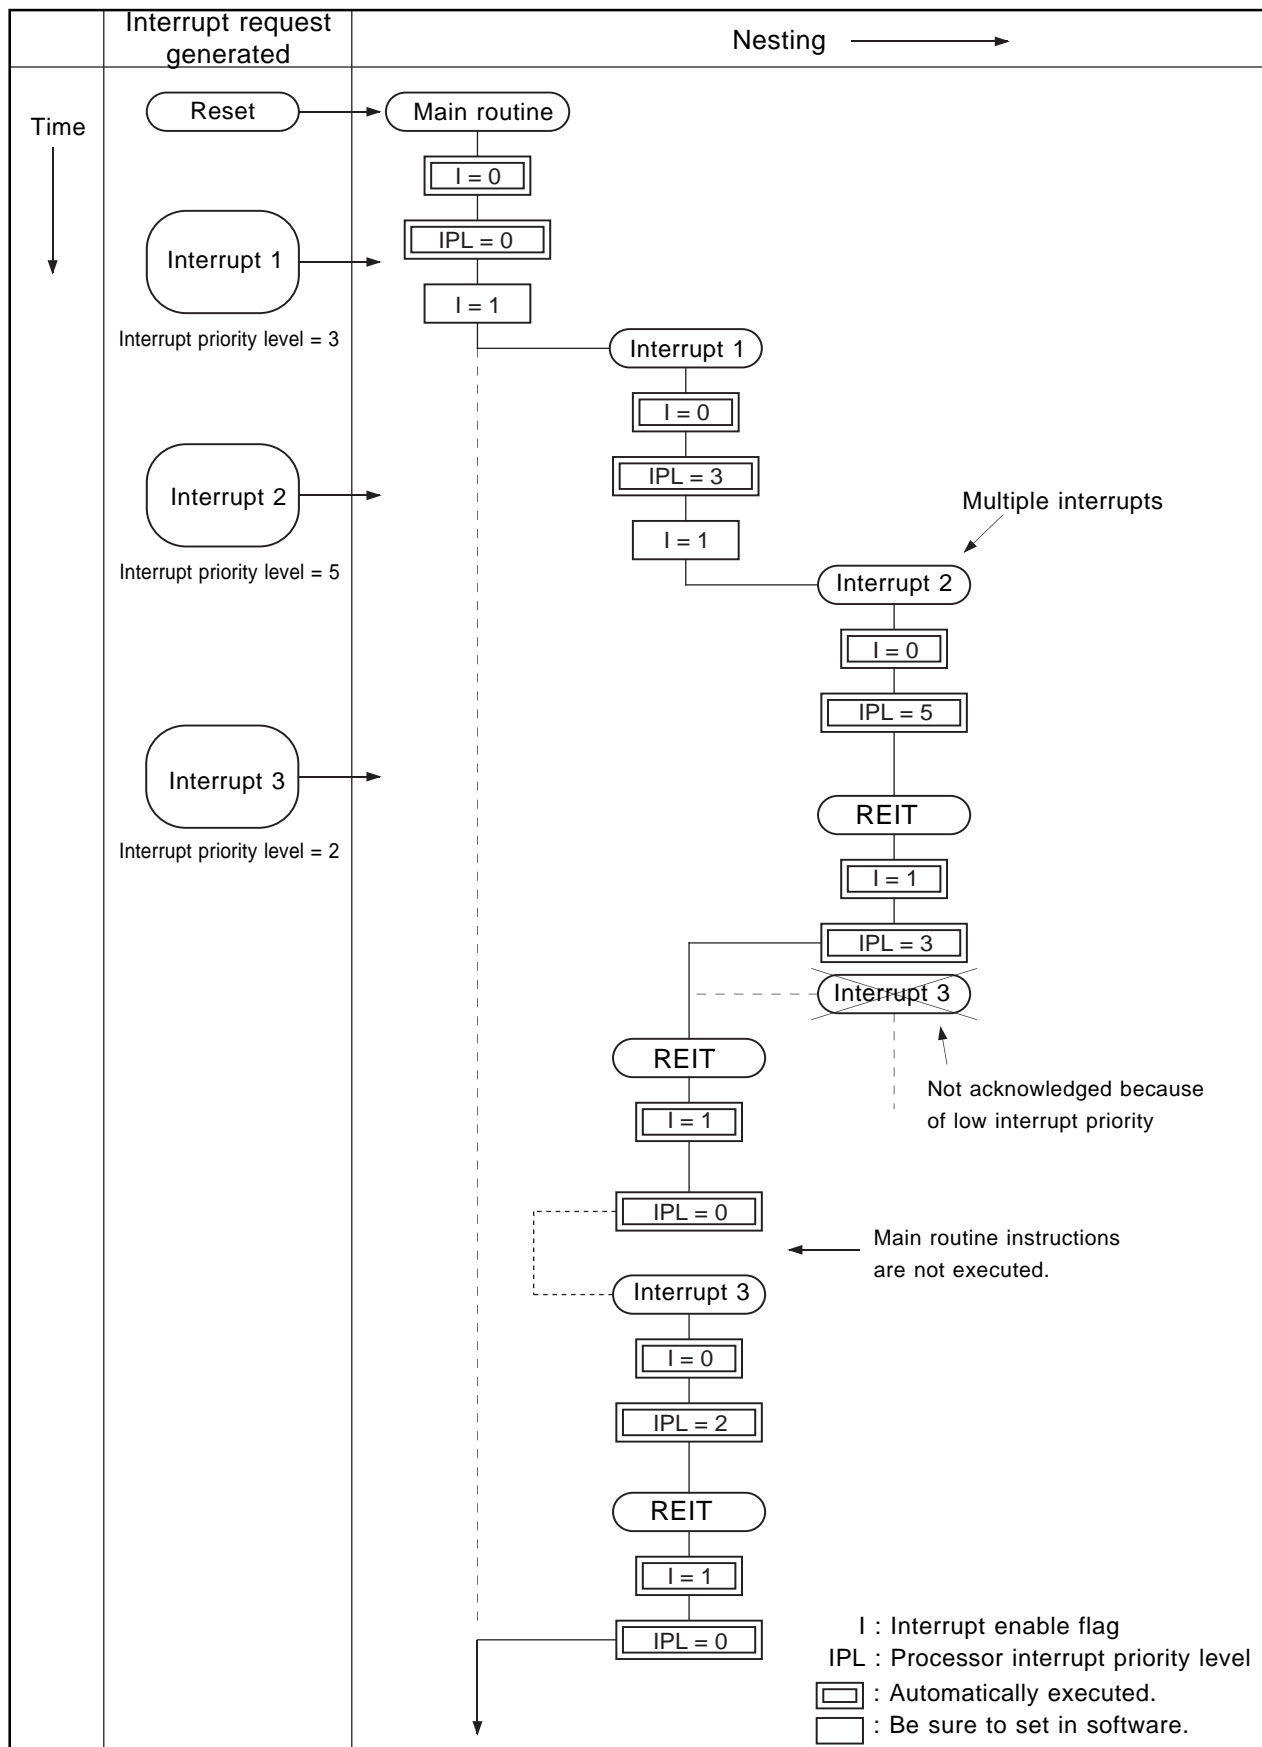 Interrupt request
generated
Nesting
Time
Reset
Main routine
I = 0
IPL = 0
Interrupt 1
I = 1
Interrupt priority level = 3
Interrupt 1
I = 0
IPL = 3
Interrupt 2
Multiple interrupts
I = 1
Interrupt priority level = 5
Interrupt 2
I = 0
IPL = 5
Interrupt 3
REIT
Interrupt priority level = 2
I = 1
IPL = 3
Interrupt 3
REIT
Not acknowledged because
of low interrupt priority
I = 1
IPL = 0
Main routine instructions
are not executed.
Interrupt 3
I = 0
IPL = 2
REIT
I = 1
IPL = 0
I : Interrupt enable flag
IPL : Processor interrupt priority level
: Automatically executed.
: Be sure to set in software.